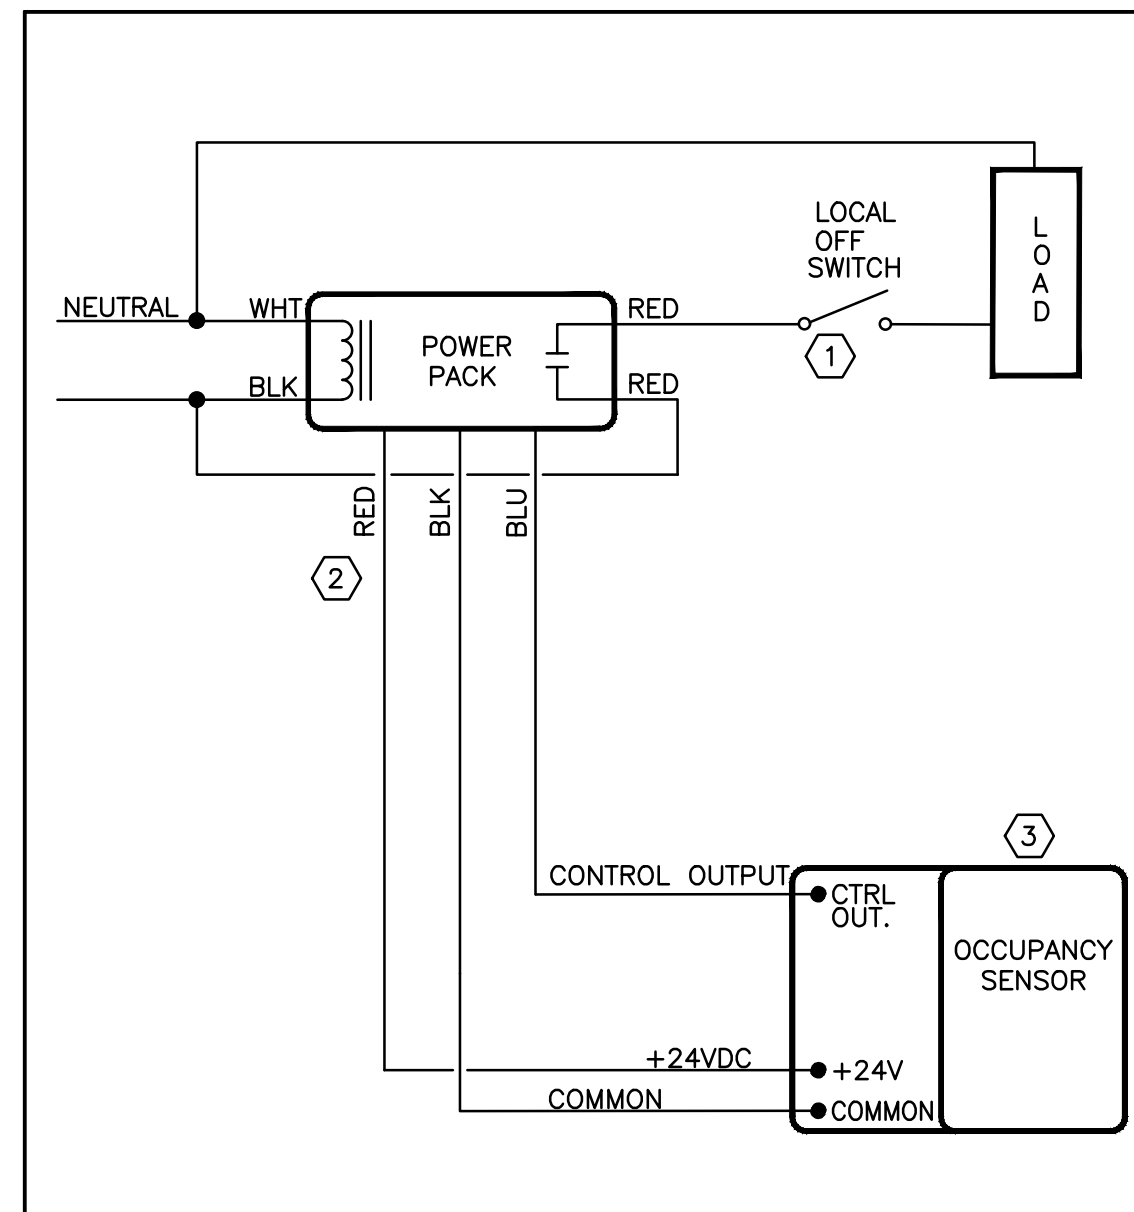 LOCAL
OFF
SWITCH
L
O
A
D
NEUTRAL
WHT
RED
POWER
PACK
1
BLK
RED
RED
BLK
BLU
2
3
CONTROL OUTPUT
CTRL
OUT.
OCCUPANCY
SENSOR
+24VDC
+24V
COMMON
COMMON